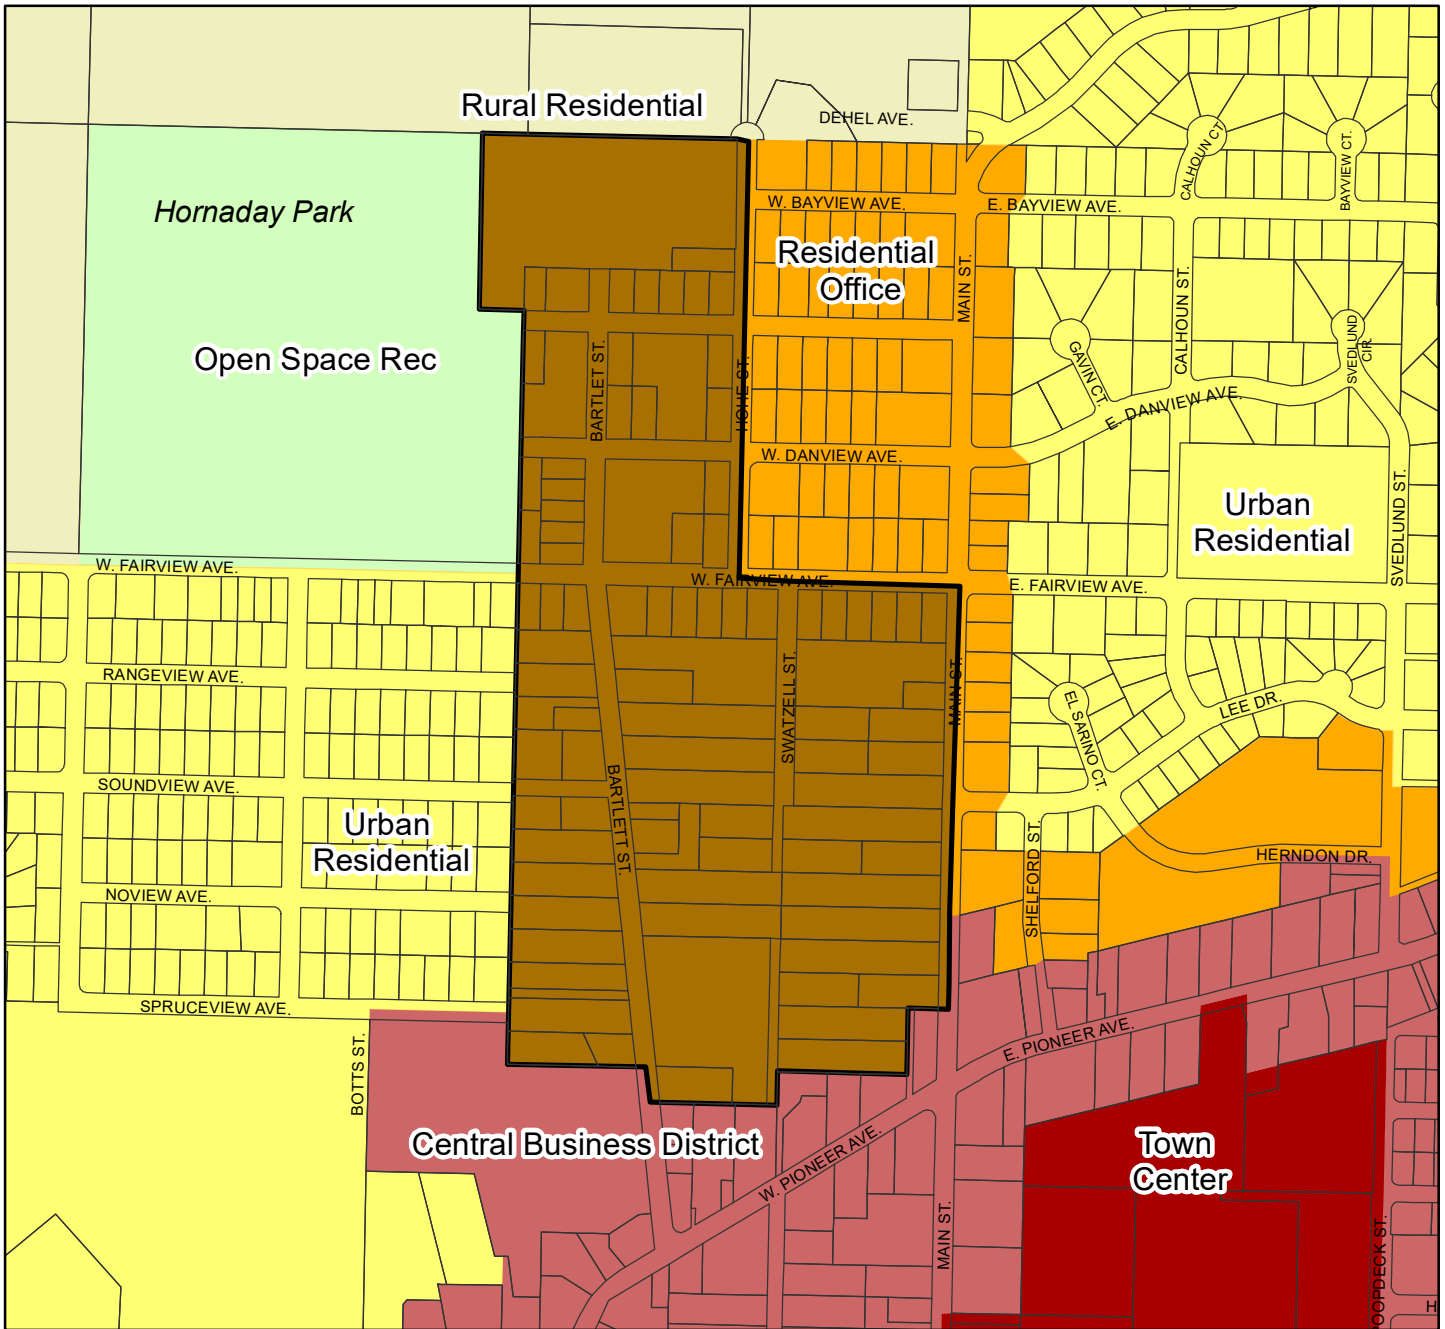 Rural Residential
DEHEL AVE.
Hornaday Park
W. BAYVIEW AVE.
E. BAYVIEW AVE.
CALHOUN CT.
BAYVIEW CT.
Residential
Office
MAIN ST.
CALHOUN ST.
Open Space Rec
BARTLET ST.
HOHE ST.
GAVIN CT.
SVEDLUND
CIR.
E. DANVIEW AVE.
W. DANVIEW AVE.
Urban
Residential
SVEDLUND ST.
W. FAIRVIEW AVE.
W. FAIRVIEW AVE.
E. FAIRVIEW AVE.
RANGEVIEW AVE.
SWATZELL ST.
MAIN ST.
EL SARINO CT.
LEE DR.
SOUNDVIEW AVE.
BARTLETT ST.
Urban
Residential
HERNDON DR.
SHELFORD ST.
NOVIEW AVE.
SPRUCEVIEW AVE.
BOTTS ST.
E. PIONEER AVE.
Central Business District
W. PIONEER AVE.
Town
Center
MAIN ST.
OOPDECK ST.
H